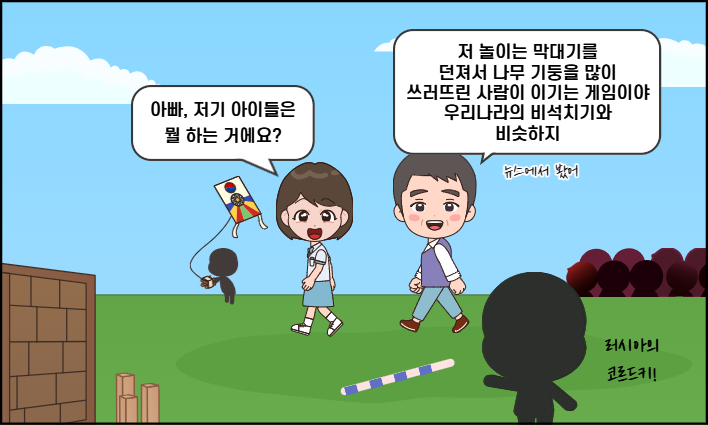 아빠, 저기 아이들은
뭘 하는 거에요?
저 놀이는 막대기를
던져서 나무 기둥을 많이
쓰러뜨린 사람이 이기는 게임이야
우리나라의 비석치기와
비슷하지
뉴스에서 봤어
러시아의
코르드키!